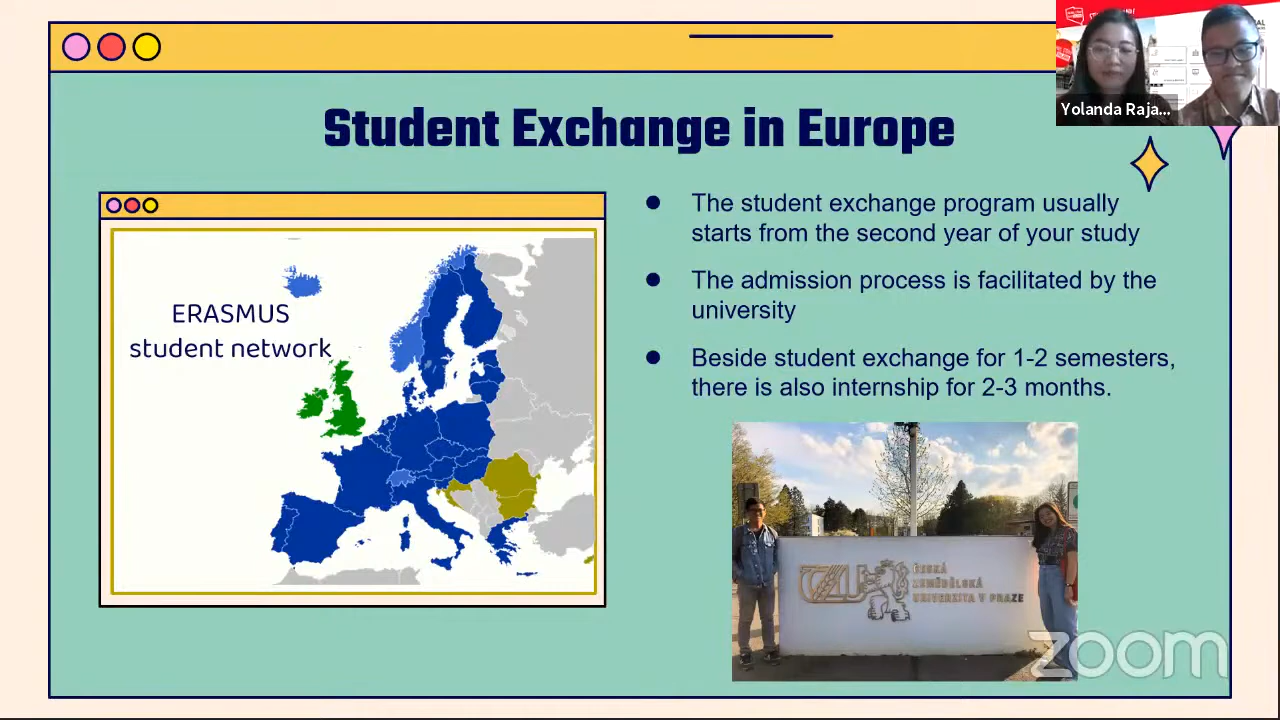 Yolanda Raja...
Student Exchange in Europe
ERASMUS
student network
● The student exchange program usually
starts from the second year of your study
● The admission process is facilitated by the
university
● Beside student exchange for 1-2 semesters,
there is also internship for 2-3 months.
ČESKÁ
ZEMĚDĚLSKÁ
UNIVERZITA V PRAZE
zoom